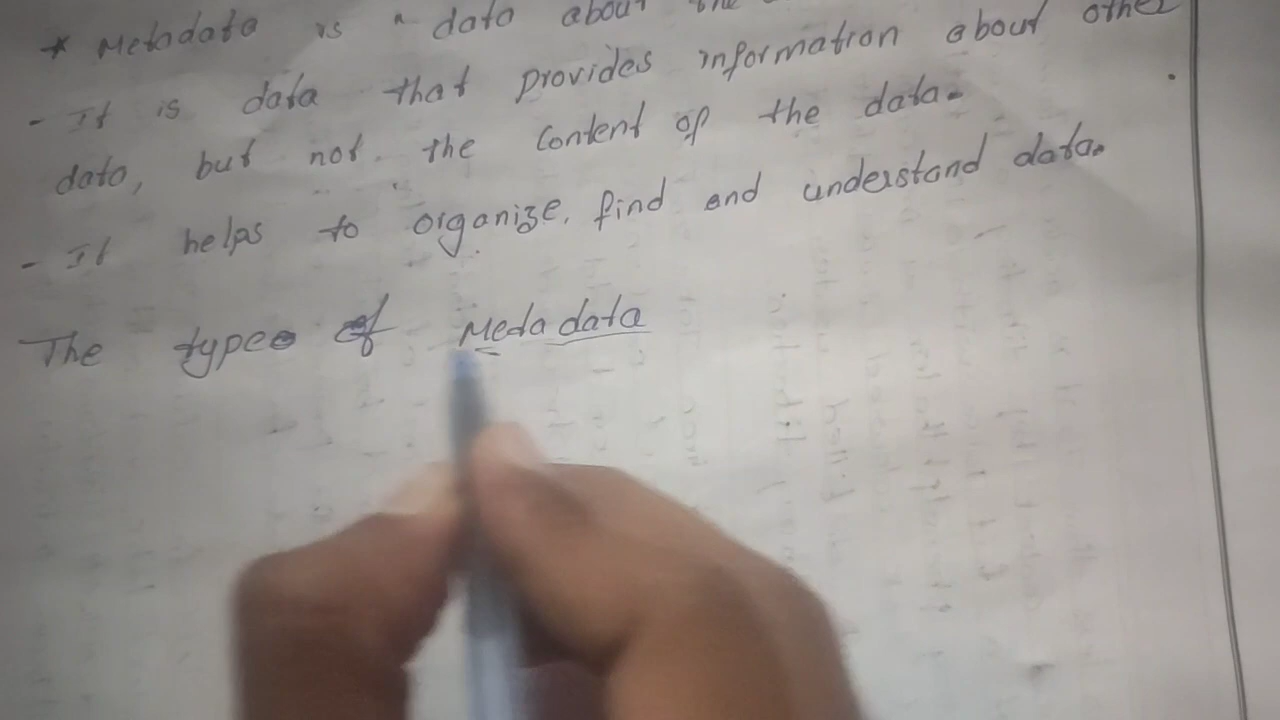 * Metadata is a data about the
- It is data that provides information about other
data, but not the content of the data.
- It helps to organize, find and understand data.
The types of Metadata